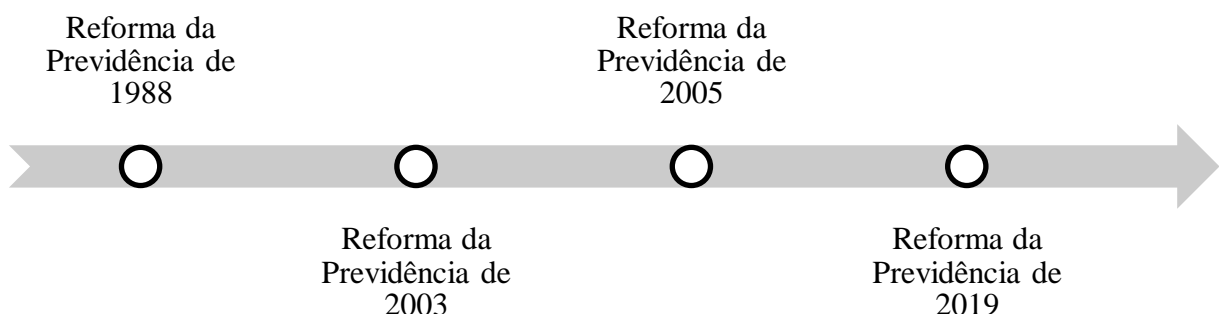 Reforma da
Previdência de
1988
Reforma da
Previdência de
2003
Reforma da
Previdência de
2005
Reforma da
Previdência de
2019